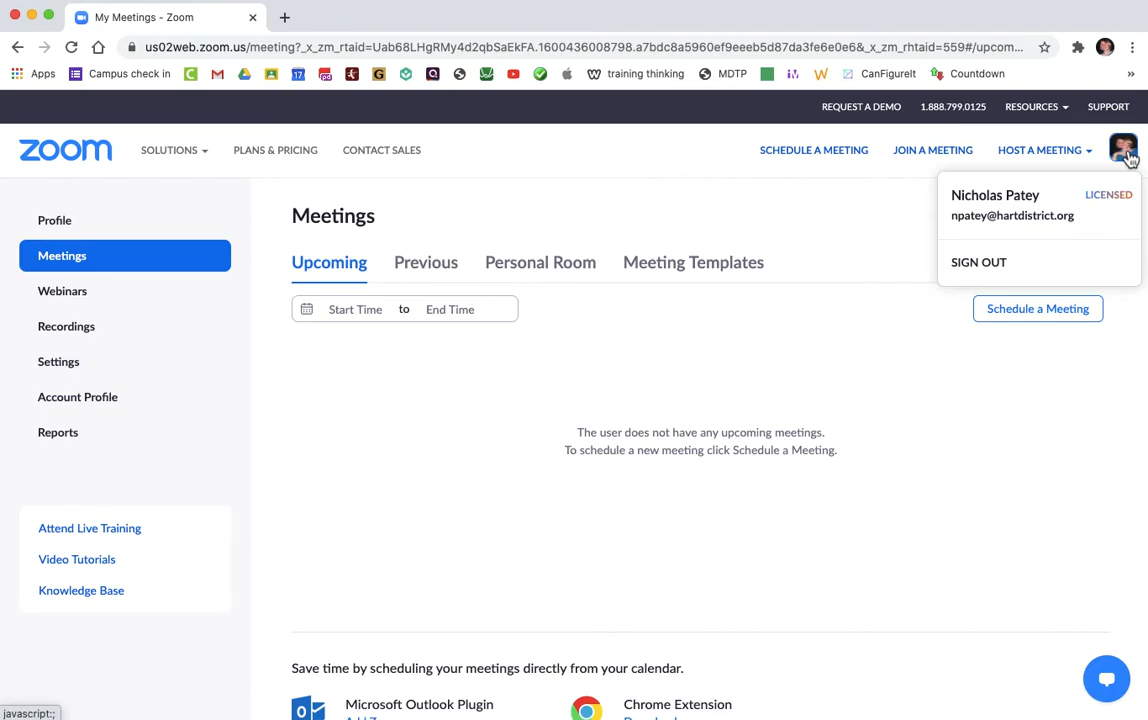 My Meetings - Zoom
us02web.zoom.us/meeting?_x_zm_rtaid=Uab68LHgRMy4d2qbSaEkFA.1600436008798.a7bdc8a5960ef9eeeb5d87da3fe6e0e6&_x_zm_rhtaid=559#/upcom...
Apps Campus check in 17 pd G training thinking MDTP CanFigureIt Countdown »
REQUEST A DEMO 1.888.799.0125 RESOURCES SUPPORT
zoom SOLUTIONS PLANS & PRICING CONTACT SALES SCHEDULE A MEETING JOIN A MEETING HOST A MEETING
Nicholas Patey LICENSED
npatey@hartdistrict.org
SIGN OUT
Profile
Meetings
Webinars
Recordings
Settings
Account Profile
Reports
Attend Live Training
Video Tutorials
Knowledge Base
Meetings
Upcoming Previous Personal Room Meeting Templates
Start Time to End Time
Schedule a Meeting
The user does not have any upcoming meetings.
To schedule a new meeting click Schedule a Meeting.
Save time by scheduling your meetings directly from your calendar.
Microsoft Outlook Plugin
Chrome Extension
javascript:;